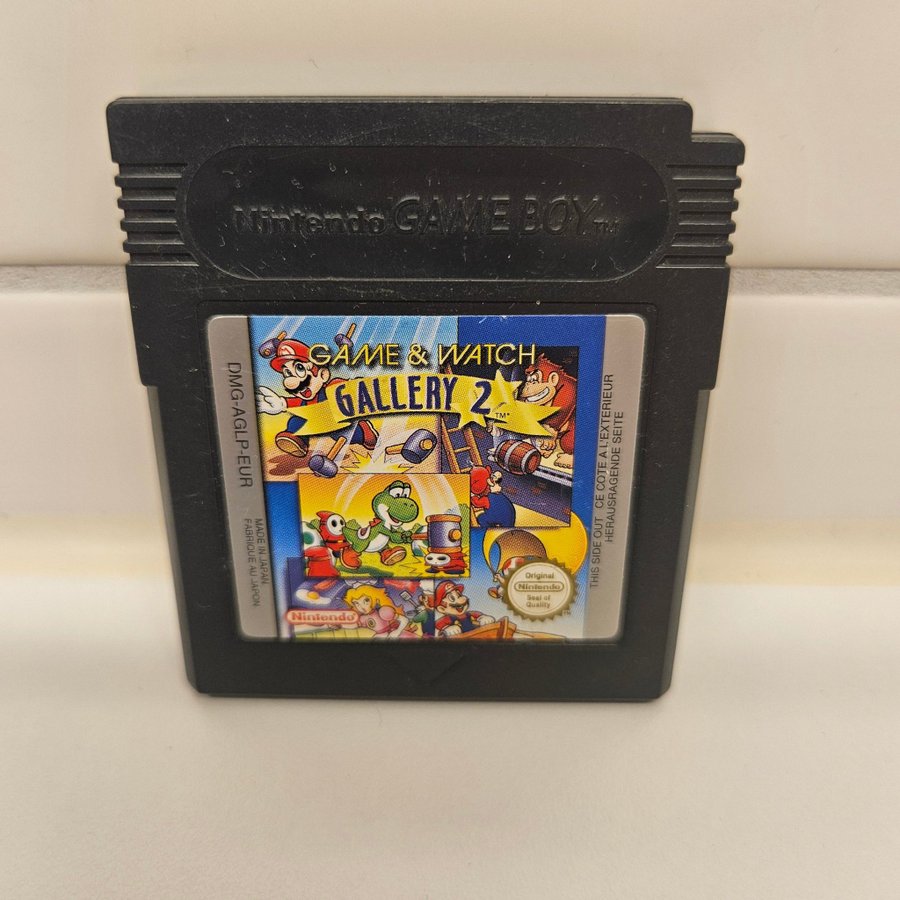 Nintendo GAME BOY TM
GAME & WATCH
GALLERY 2 TM
DMG-AGLP-EUR
MADE IN JAPAN
FABRIQUE AU JAPON
THIS SIDE OUT CE COTE A L'EXTERIEUR
HERAUSRAGENDE SEITE
Original
Nintendo
Seal of
Quality
Nintendo